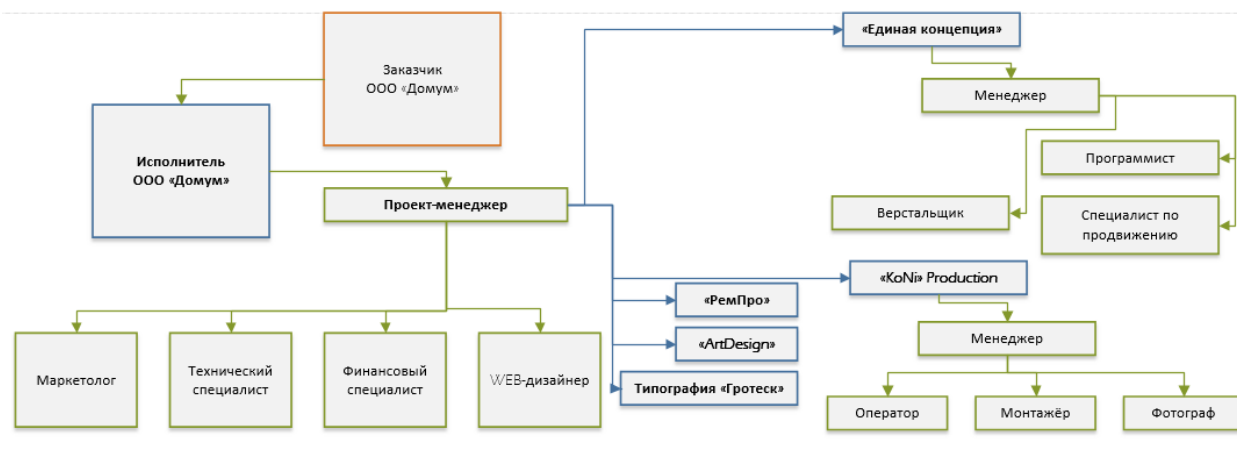 Заказчик
ООО «Домум»
Исполнитель
ООО «Домум»
Проект-менеджер
Маркетолог
Технический
специалист
Финансовый
специалист
WEB-дизайнер
«РемПро»
«ArtDesign»
Типография «Гротеск»
«Единая концепция»
Менеджер
Программист
Верстальщик
Специалист по
продвижению
«KoNi» Production
Менеджер
Оператор
Монтажёр
Фотограф